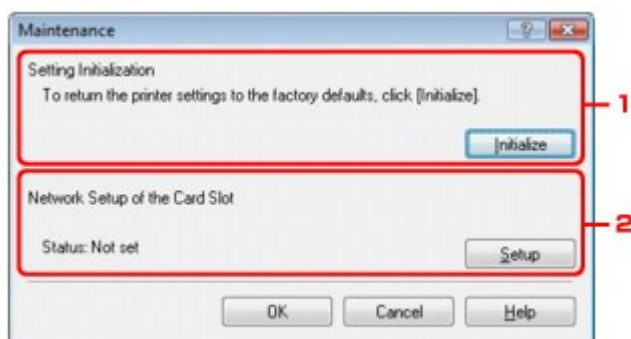 Maintenance
Setting Initialization
To return the printer settings to the factory defaults, click [Initialize].
1
Initialize
Network Setup of the Card Slot
2
Status: Not set
Setup
OK Cancel Help